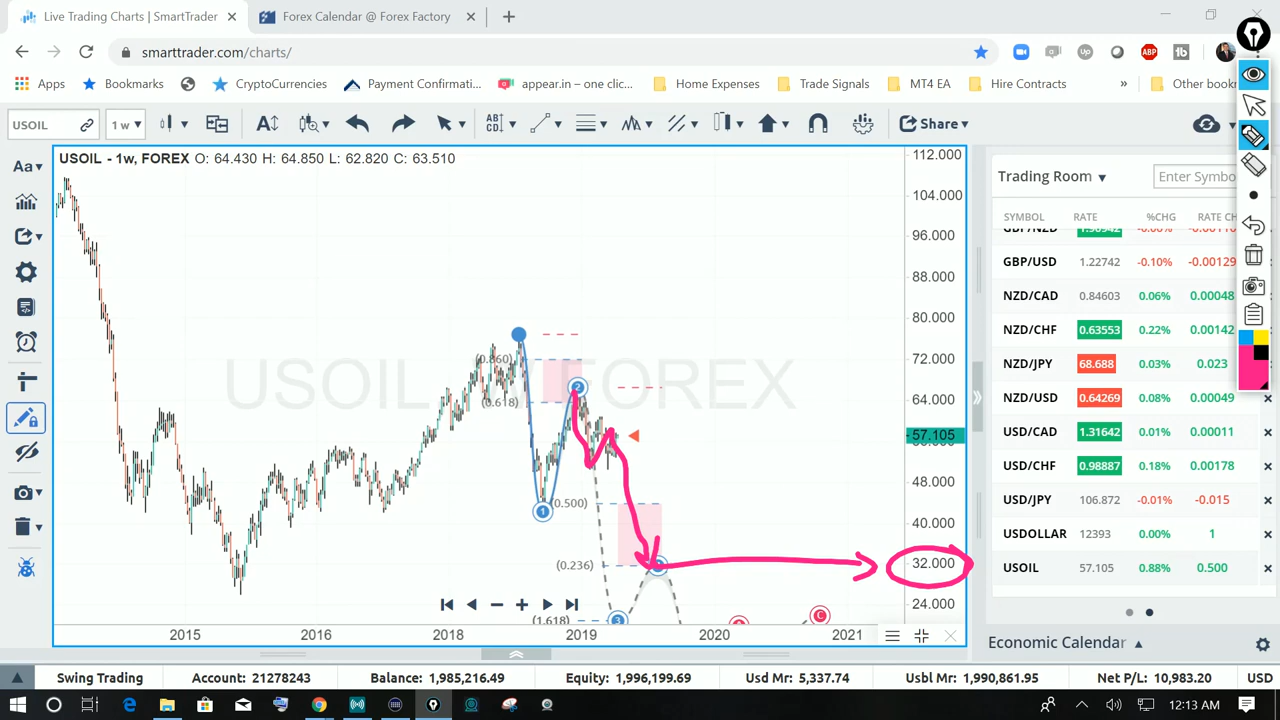 Live Trading Charts | SmartTrader
Forex Calendar @ Forex Factory
smarttrader.com/charts/
ABP
Up
tb
Apps
Bookmarks
CryptoCurrencies
Payment Confirmati...
appear.in – one clic...
Home Expenses
Trade Signals
MT4 EA
Hire Contracts
»
Other book
USOIL
1 w
Share
Aa
USOIL - 1w, FOREX O: 64.430 H: 64.850 L: 62.820 C: 63.510
USOIL
FOREX
112.000
104.000
96.000
88.000
80.000
72.000
64.000
57.105
48.000
40.000
32.000
24.000
(0.860)
(0.618)
2
1
(0.500)
(0.236)
3
(1.618)
C
2015
2016
2018
2019
2020
2021
Trading Room
Enter Symbo
SYMBOL RATE %CHG RATE CH
GBP/USD 1.22742 -0.10% -0.00129
NZD/CAD 0.84603 0.06% 0.00048
NZD/CHF 0.63553 0.22% 0.00142
NZD/JPY 68.688 0.03% 0.023
NZD/USD 0.64269 0.08% 0.00049
USD/CAD 1.31642 0.01% 0.00011
USD/CHF 0.98887 0.18% 0.00178
USD/JPY 106.872 -0.01% -0.015
USDOLLAR 12393 0.00% 1
USOIL 57.105 0.88% 0.500
Economic Calendar
Swing Trading Account: 21278243 Balance: 1,985,216.49 Equity: 1,996,199.69 Usd Mr: 5,337.74 Usbl Mr: 1,990,861.95 Net P/L: 10,983.20 USD
12:13 AM